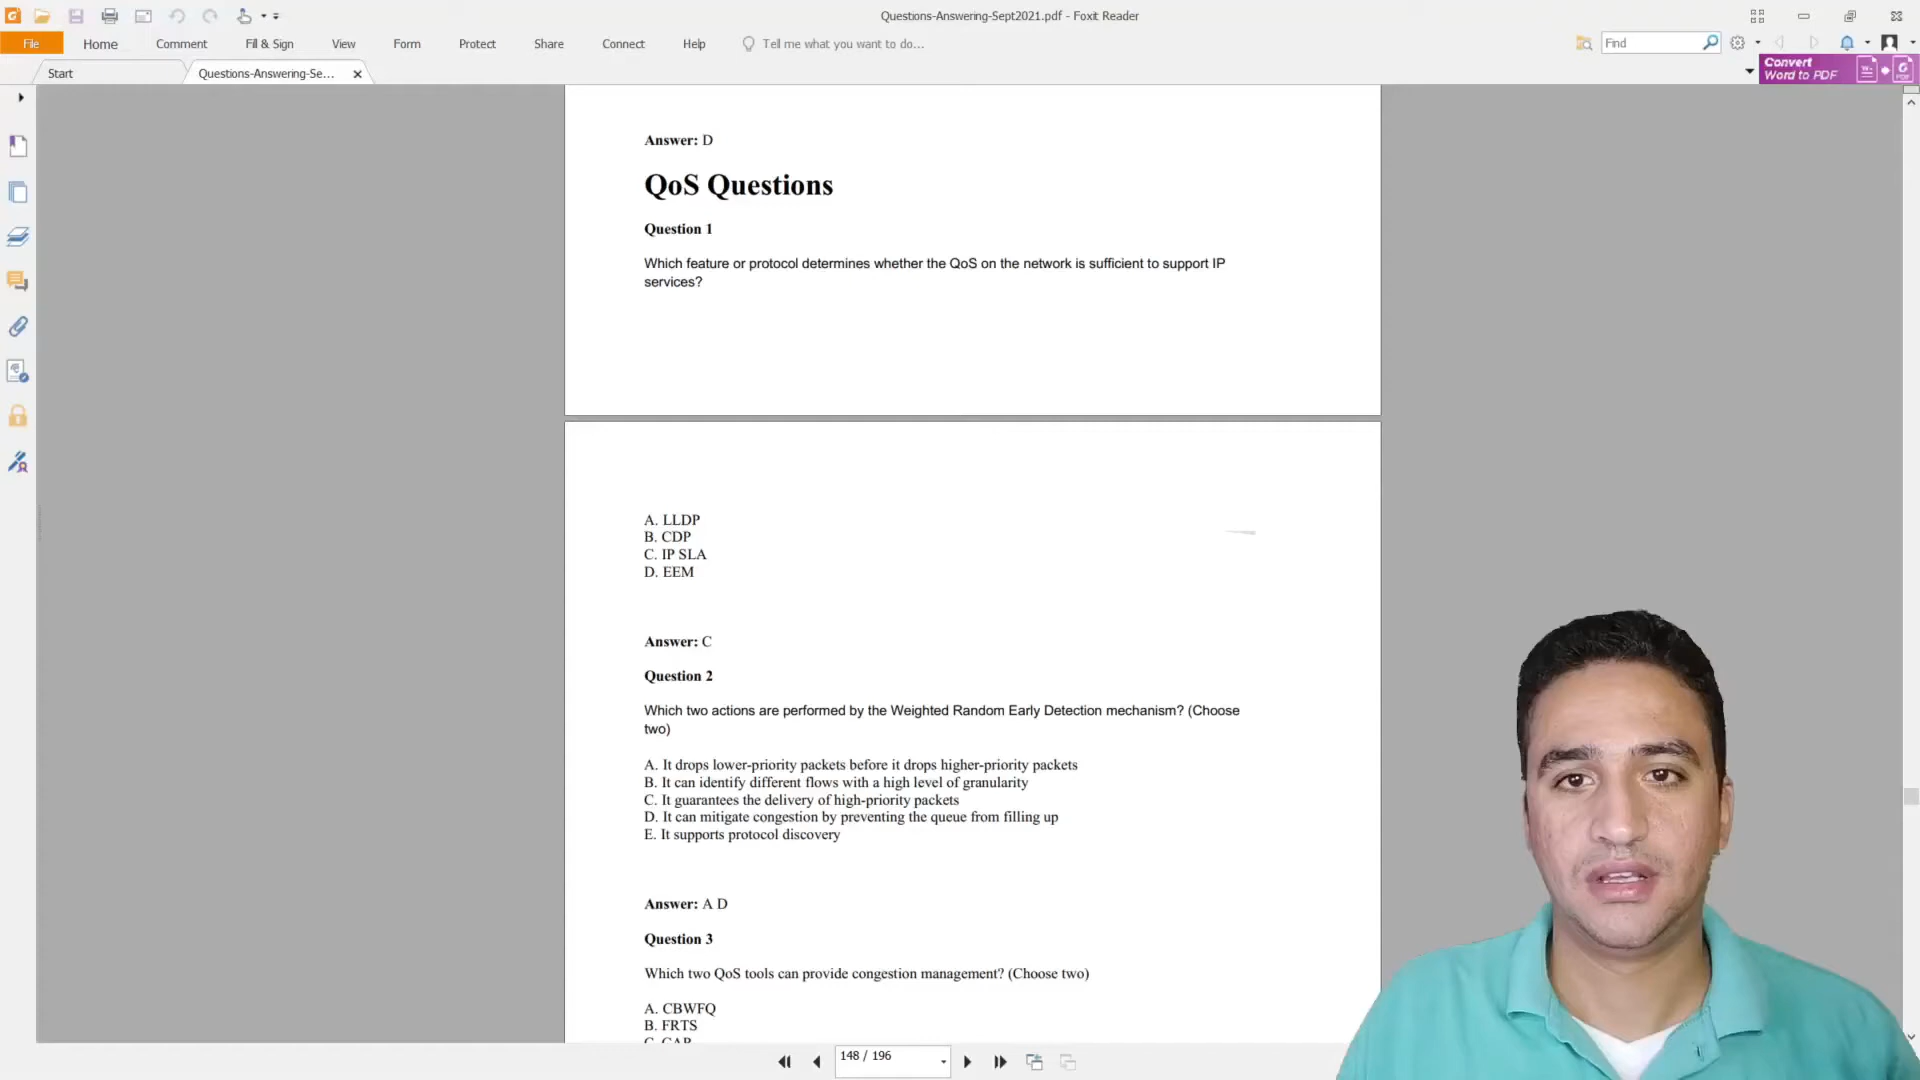 Questions-Answering-Sept2021.pdf - Foxit Reader
File Home Comment Fill & Sign View Form Protect Share Connect Help Tell me what you want to do... Find
Start Questions-Answering-Se...
Convert
Word to PDF
Answer: D
QoS Questions
Question 1
Which feature or protocol determines whether the QoS on the network is sufficient to support IP
services?
A. LLDP
B. CDP
C. IP SLA
D. EEM
Answer: C
Question 2
Which two actions are performed by the Weighted Random Early Detection mechanism? (Choose
two)
A. It drops lower-priority packets before it drops higher-priority packets
B. It can identify different flows with a high level of granularity
C. It guarantees the delivery of high-priority packets
D. It can mitigate congestion by preventing the queue from filling up
E. It supports protocol discovery
Answer: A D
Question 3
Which two QoS tools can provide congestion management? (Choose two)
A. CBWFQ
B. FRTS
148 / 196